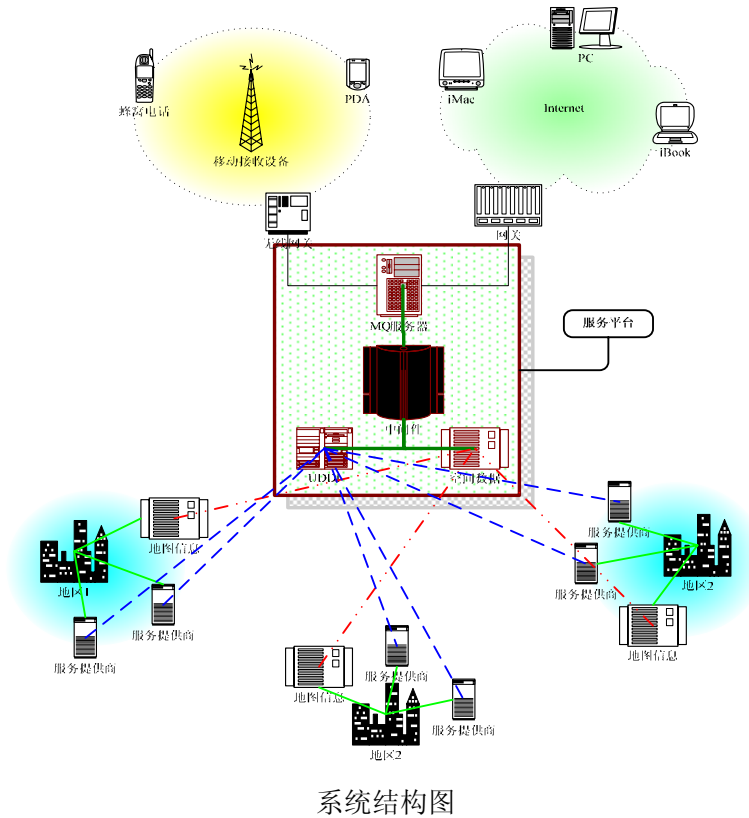 PC
iMac
PDA
蜂窝电话
Internet
移动接收设备
iBook
无线网关
网关
MQ服务器
服务平台
中间件
UDDI
空间数据
服务提供商
地图信息
地区1
服务提供商
地区2
服务提供商
服务提供商
服务提供商
地图信息
服务提供商
地图信息
服务提供商
地区2
系统结构图